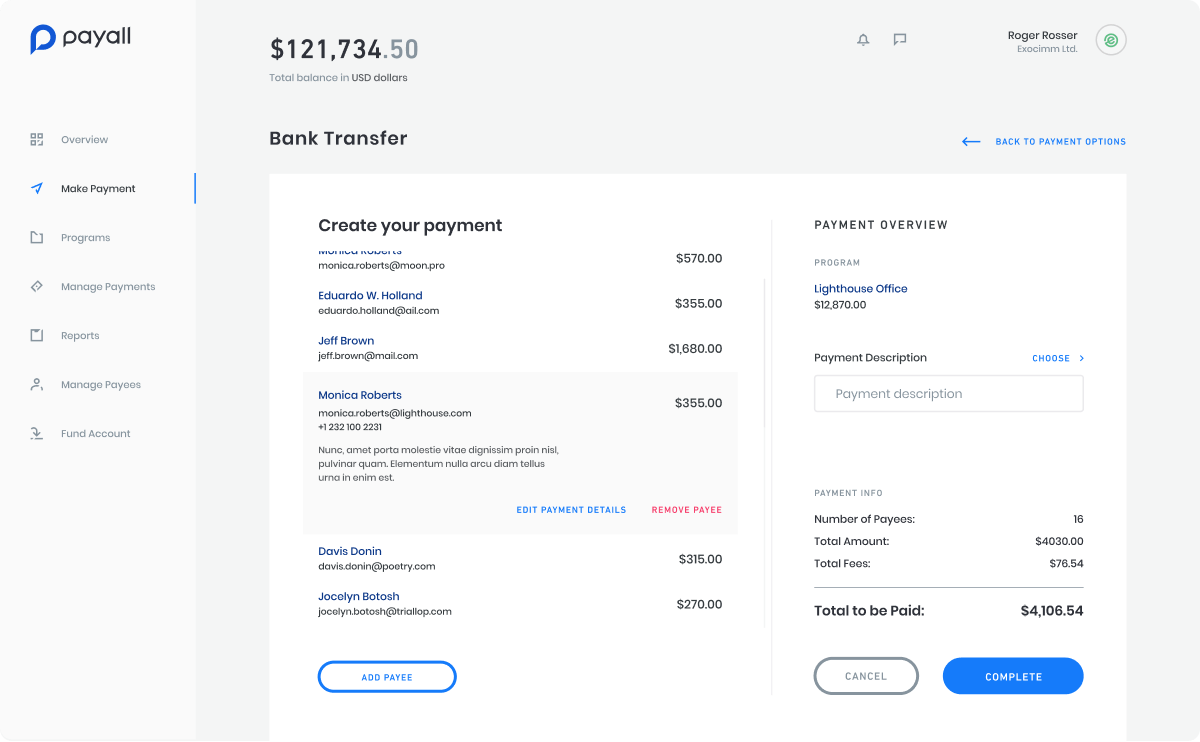 payall
$121,734.50
Total balance in USD dollars
Roger Rosser
Exocimm Ltd.
Overview
Make Payment
Programs
Manage Payments
Reports
Manage Payees
Fund Account
Bank Transfer
BACK TO PAYMENT OPTIONS
Create your payment
Monica Roberts
monica.roberts@moon.pro
$570.00
Eduardo W. Holland
eduardo.holland@ail.com
$355.00
Jeff Brown
jeff.brown@mail.com
$1,680.00
Monica Roberts
monica.roberts@lighthouse.com
+1 232 100 2231
$355.00
Nunc, amet porta molestie vitae dignissim proin nisl,
pulvinar quam. Elementum nulla arcu diam tellus
urna in enim est.
EDIT PAYMENT DETAILS
REMOVE PAYEE
Davis Donin
davis.donin@poetry.com
$315.00
Jocelyn Botosh
jocelyn.botosh@triallop.com
$270.00
ADD PAYEE
PAYMENT OVERVIEW
PROGRAM
Lighthouse Office
$12,870.00
Payment Description
CHOOSE
Payment description
PAYMENT INFO
Number of Payees: 16
Total Amount: $4030.00
Total Fees: $76.54
Total to be Paid: $4,106.54
CANCEL
COMPLETE